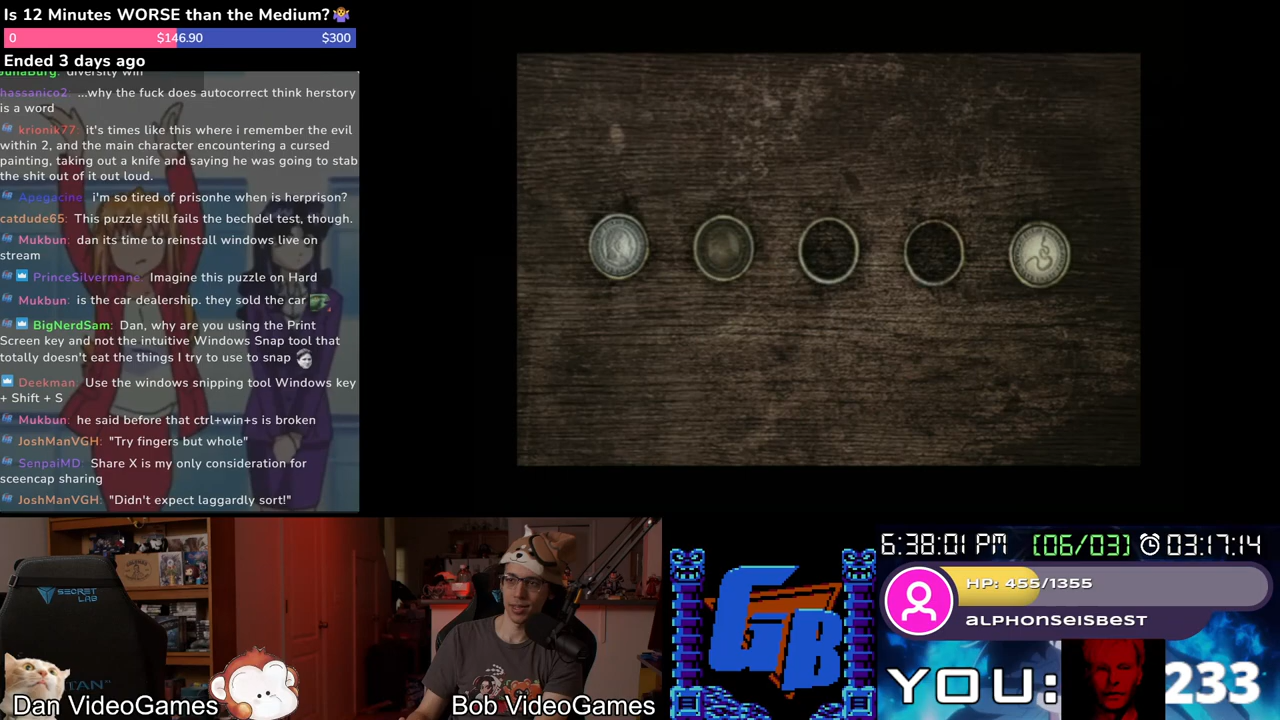 Is 12 Minutes WORSE than the Medium?🤷‍♀️
0 $146.90 $300
Ended 3 days ago
JunaBurg: diversity win
hassanico2: ...why the fuck does autocorrect think herstory
is a word
krionik77: it's times like this where i remember the evil
within 2, and the main character encountering a cursed
painting, taking out a knife and saying he was going to stab
the shit out of it out loud.
Apegacine: i'm so tired of prisonhe when is herprison?
catdude65: This puzzle still fails the bechdel test, though.
Mukbun: dan its time to reinstall windows live on
stream
PrinceSilvermane: Imagine this puzzle on Hard
Mukbun: is the car dealership. they sold the car
BigNerdSam: Dan, why are you using the Print
Screen key and not the intuitive Windows Snap tool that
totally doesn't eat the things I try to use to snap
Deekman: Use the windows snipping tool Windows key
+ Shift + S
Mukbun: he said before that ctrl+win+s is broken
JoshManVGH: "Try fingers but whole"
SenpaiMD: Share X is my only consideration for
sceencap sharing
JoshManVGH: "Didn't expect laggardly sort!"
SECRET
LAB
TITAN
Dan VideoGames
Bob VideoGames
GB
6:38:01 PM [06/03] 03:17:14
HP: 455/1355
alphonseisbest
YOU: 233